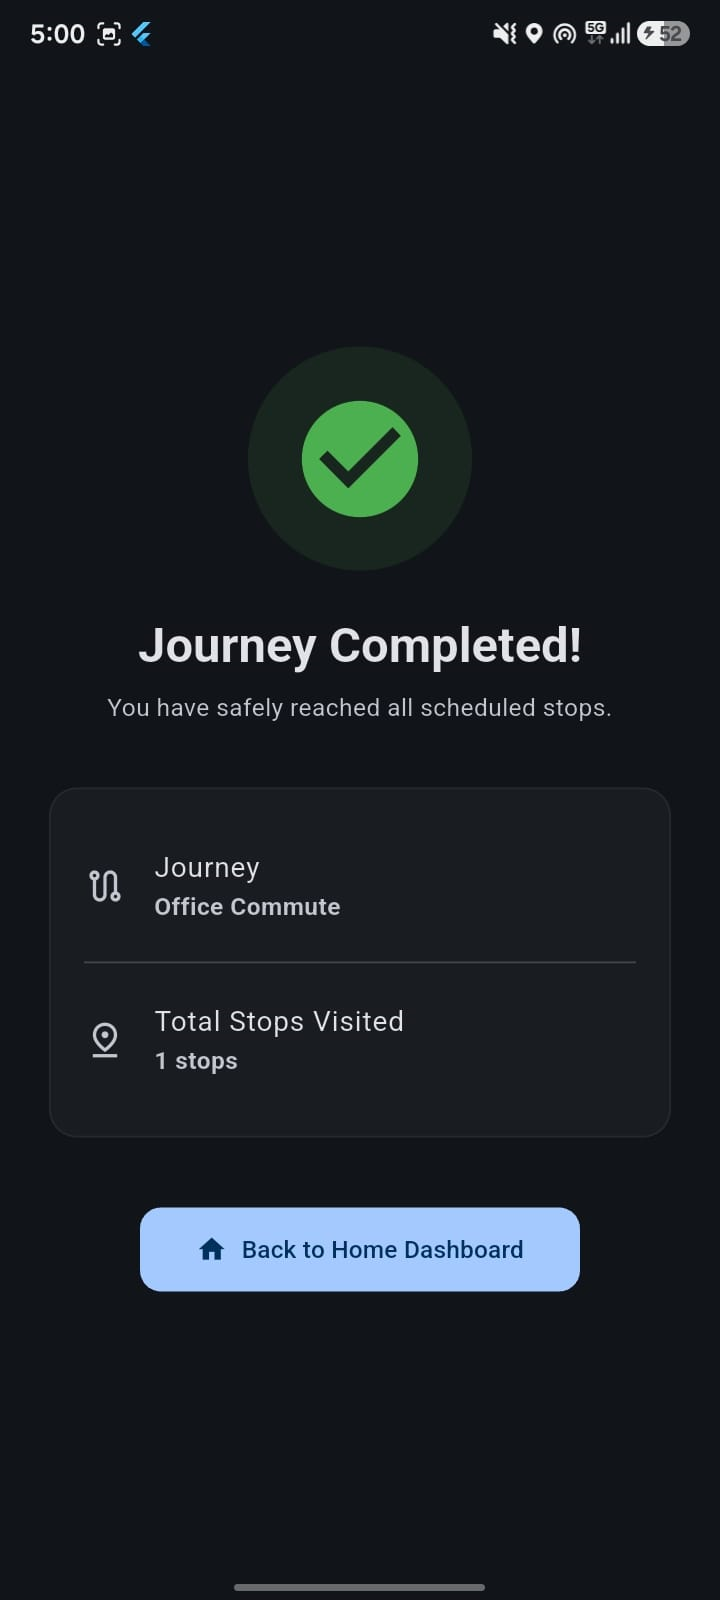 5:00
5G
52
Journey Completed!
You have safely reached all scheduled stops.
Journey
Office Commute
Total Stops Visited
1 stops
Back to Home Dashboard